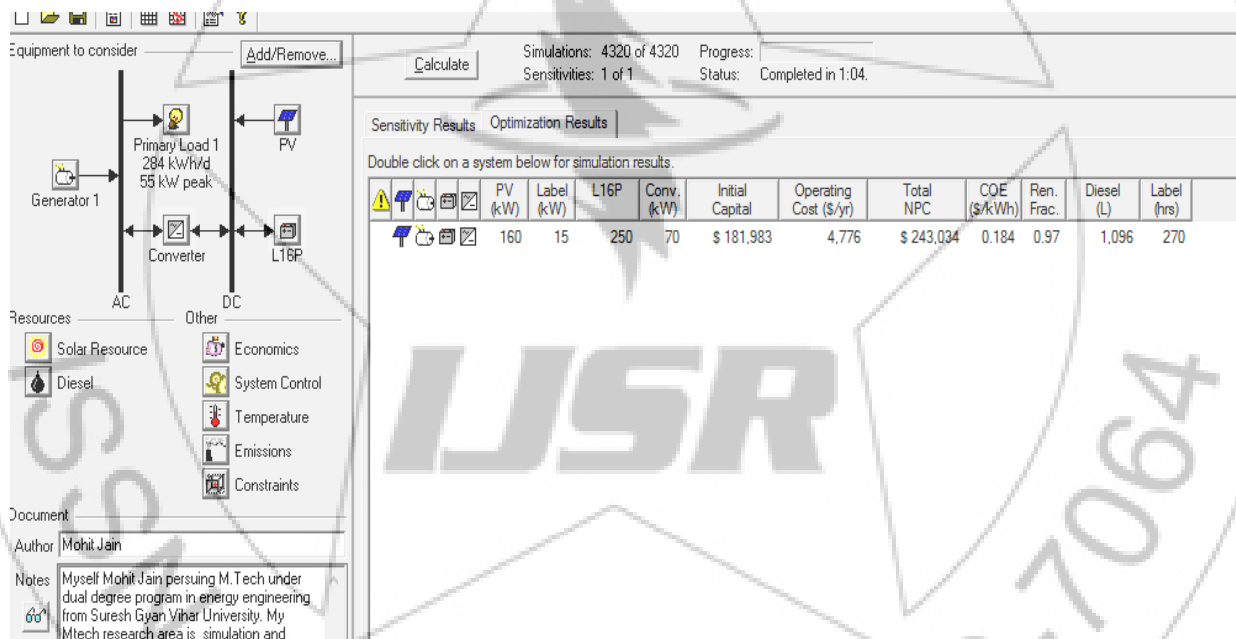 Equipment to consider
Add/Remove...
Primary Load 1
284 kWh/d
55 kW peak
PV
Generator 1
Converter
L16P
AC
DC
Resources
Other
Solar Resource
Economics
Diesel
System Control
Temperature
Emissions
Constraints
Document
Author Mohit Jain
Notes Myself Mohit Jain persuing M.Tech under
dual degree program in energy engineering
from Suresh Gyan Vihar University. My
Mtech research area is simulation and
Calculate
Simulations: 4320 of 4320 Progress:
Sensitivities: 1 of 1 Status: Completed in 1:04.
Sensitivity Results Optimization Results
Double click on a system below for simulation results.
PV (kW) Label (kW) L16P Conv. (kW) Initial Capital Operating Cost ($/yr) Total NPC COE ($/kWh) Ren. Frac. Diesel (L) Label (hrs)
160 15 250 70 $ 181,983 4,776 $ 243,034 0.184 0.97 1,096 270
IJSR
ISS
7064